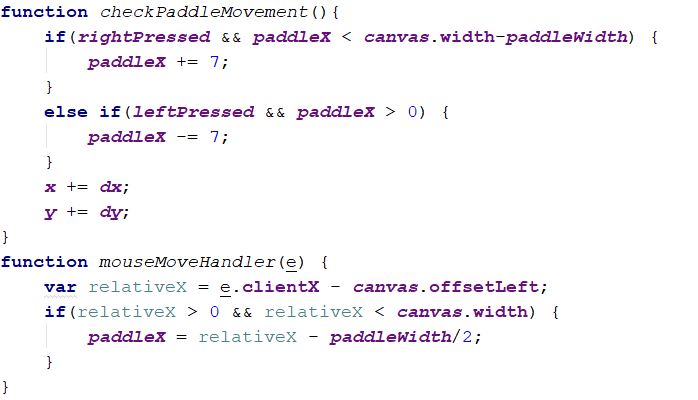 function checkPaddleMovement(){
    if(rightPressed && paddleX < canvas.width-paddleWidth) {
        paddleX += 7;
    }
    else if(leftPressed && paddleX > 0) {
        paddleX -= 7;
    }
    x += dx;
    y += dy;
}
function mouseMoveHandler(e) {
    var relativeX = e.clientX - canvas.offsetLeft;
    if(relativeX > 0 && relativeX < canvas.width) {
        paddleX = relativeX - paddleWidth/2;
    }
}